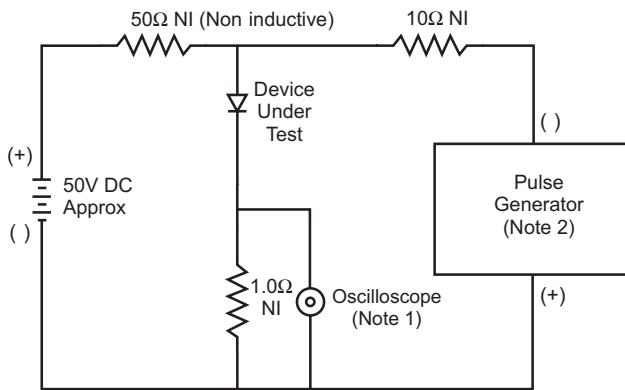 50Ω NI (Non inductive)
10Ω NI
Device
Under
Test
(+)
50V DC
Approx
( )
( )
Pulse
Generator
(Note 2)
(+)
1.0Ω
NI
Oscilloscope
(Note 1)